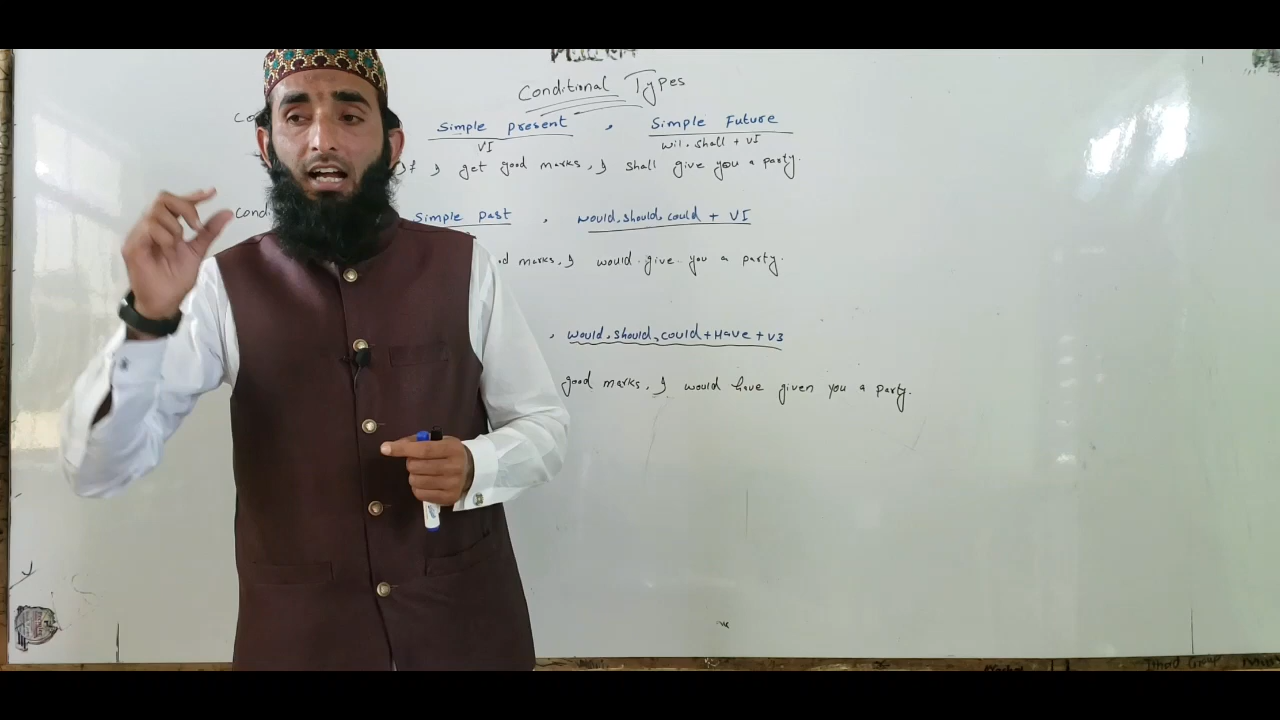 Conditional Types
Simple present , Simple Future
VI wil. shall + VI
If I get good marks, I shall give you a party.
Simple past , would, should, could + VI
marks, I would give you a party.
, would, should, could + Have + V3
good marks, I would have given you a party.